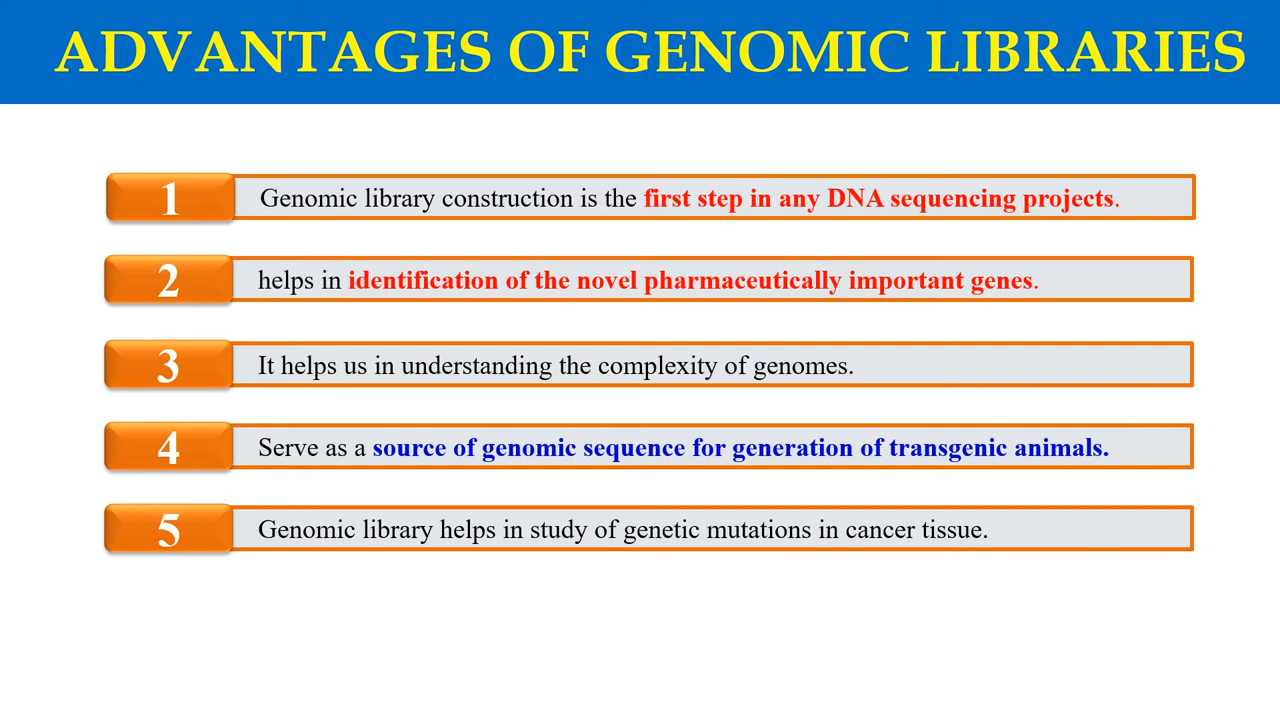 ADVANTAGES OF GENOMIC LIBRARIES
1 Genomic library construction is the first step in any DNA sequencing projects.
2 helps in identification of the novel pharmaceutically important genes.
3 It helps us in understanding the complexity of genomes.
4 Serve as a source of genomic sequence for generation of transgenic animals.
5 Genomic library helps in study of genetic mutations in cancer tissue.